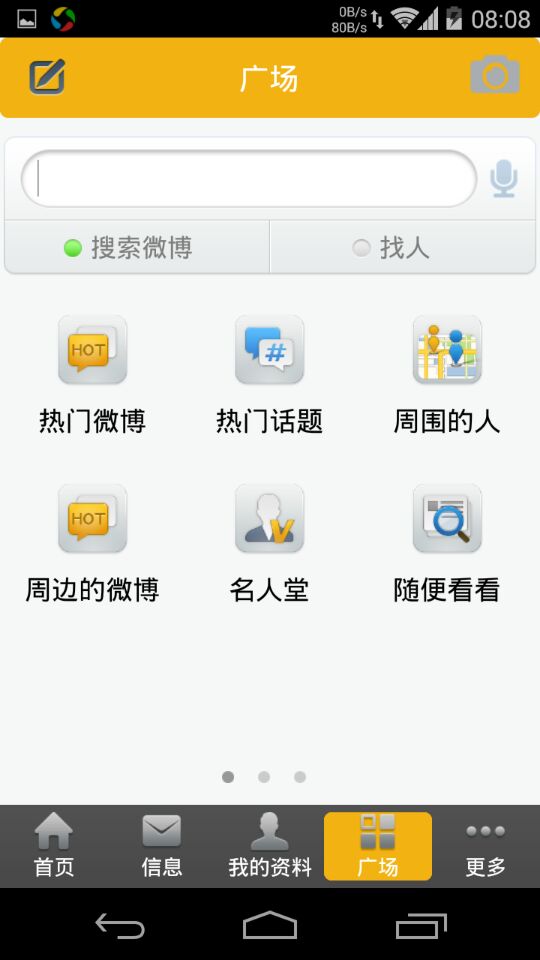 0B/s
80B/s
08:08
广场
搜索微博
找人
HOT
#
热门微博
热门话题
周围的人
HOT
V
周边的微博
名人堂
随便看看
首页
信息
我的资料
广场
更多